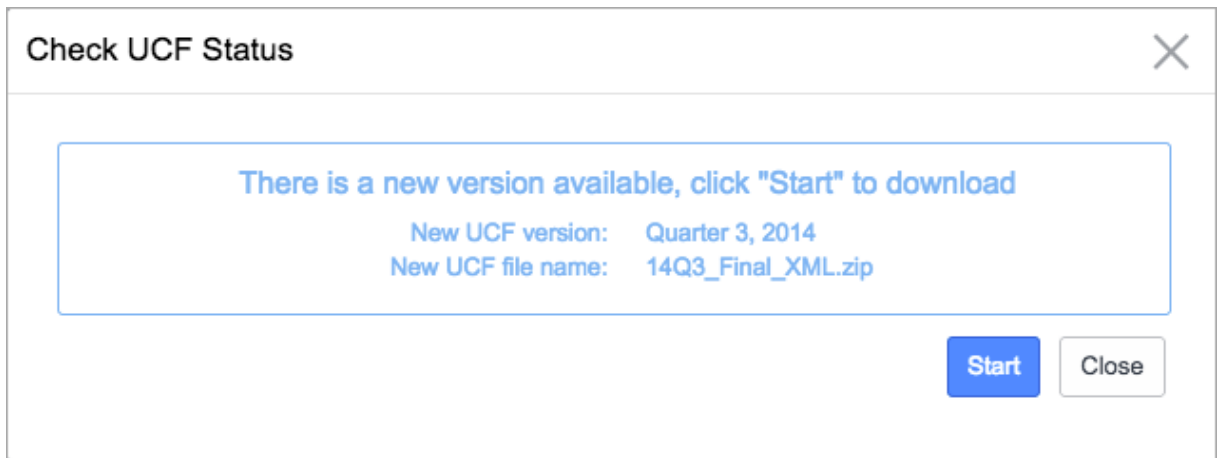 Check UCF Status
There is a new version available, click "Start" to download
New UCF version: Quarter 3, 2014
New UCF file name: 14Q3_Final_XML.zip
Start Close